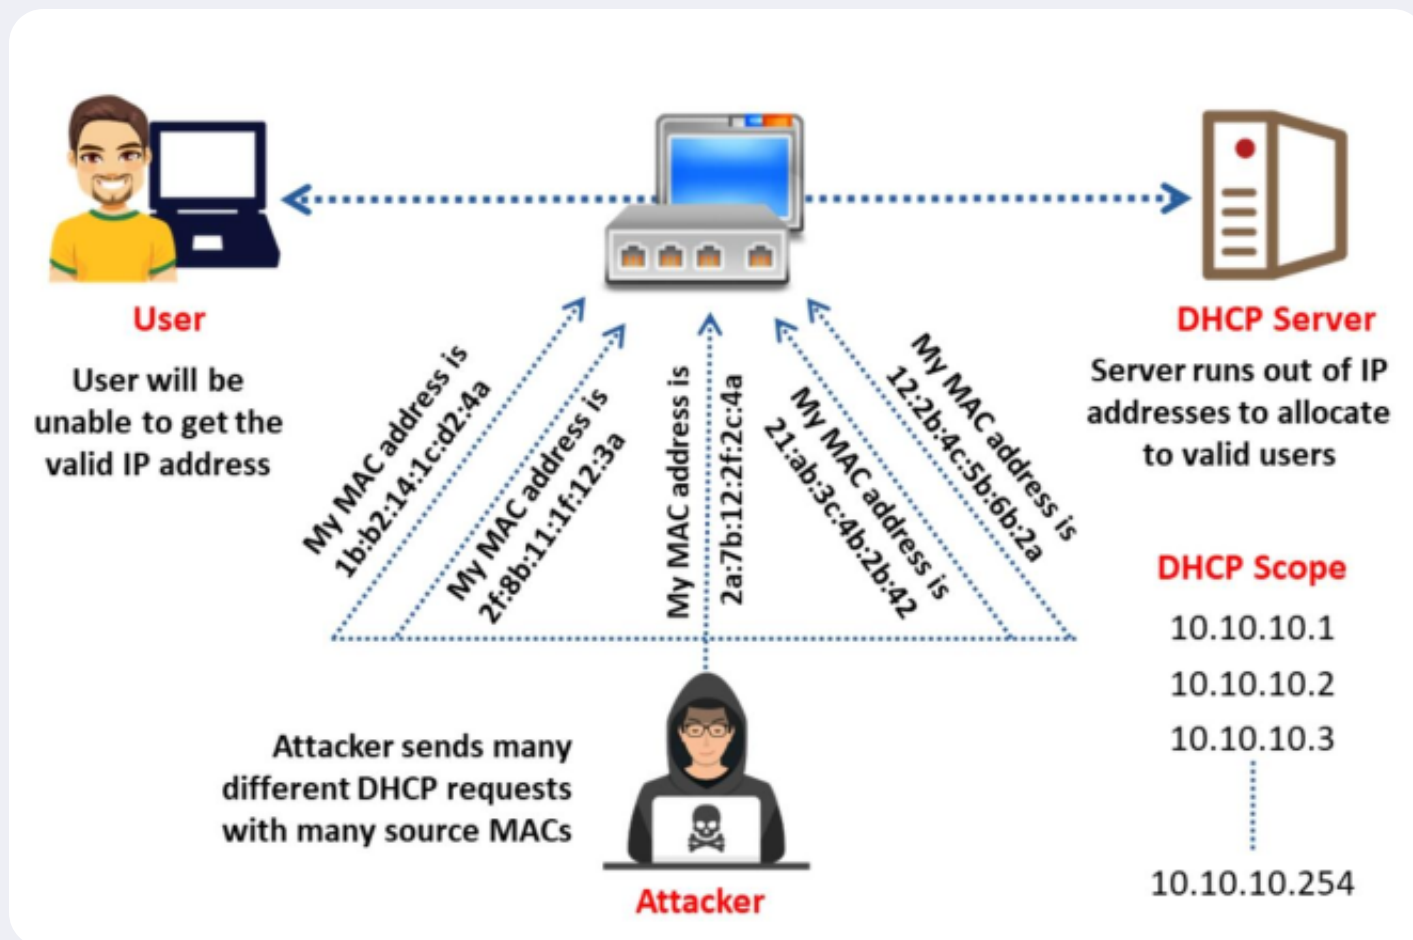 User
User will be
unable to get the
valid IP address
My MAC address is
1b:b2:14:1c:d2:4a
My MAC address is
2f:8b:11:1f:12:3a
My MAC address is
2a:7b:12:2f:2c:4a
My MAC address is
21:ab:3c:4b:2b:42
My MAC address is
12:2b:4c:5b:6b:2a
DHCP Server
Server runs out of IP
addresses to allocate
to valid users
DHCP Scope
10.10.10.1
10.10.10.2
10.10.10.3
10.10.10.254
Attacker sends many
different DHCP requests
with many source MACs
Attacker